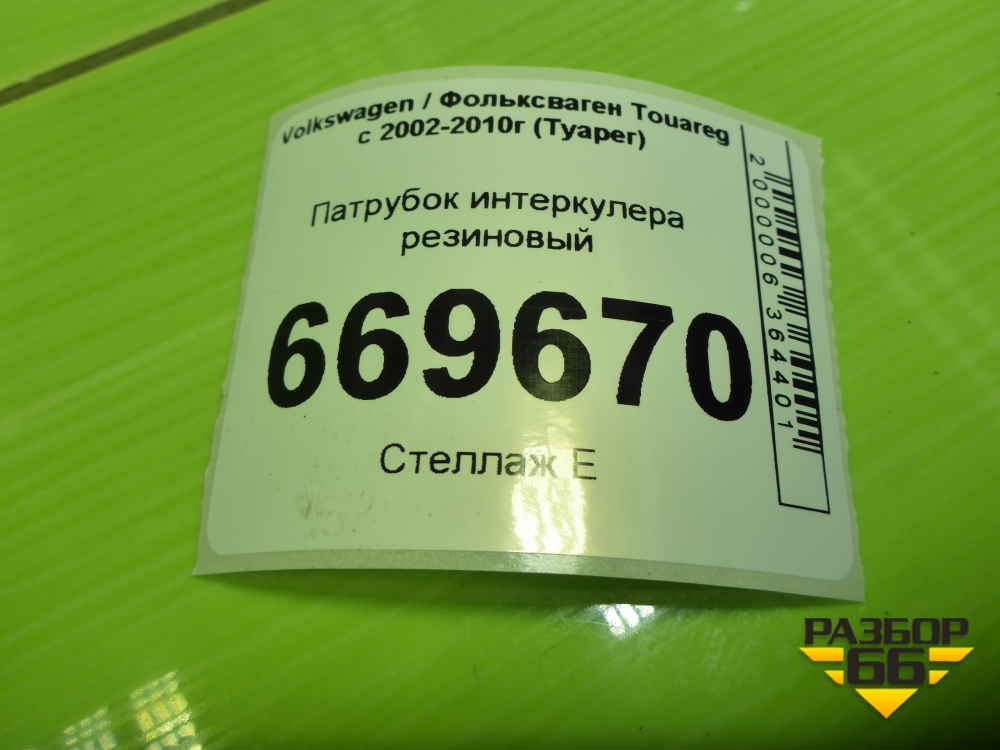 Volkswagen / Фольксваген Touareg
с 2002-2010г (Туарег)
Патрубок интеркулера
резиновый
669670
Стеллаж Е
2000006364401
РАЗБОР
66